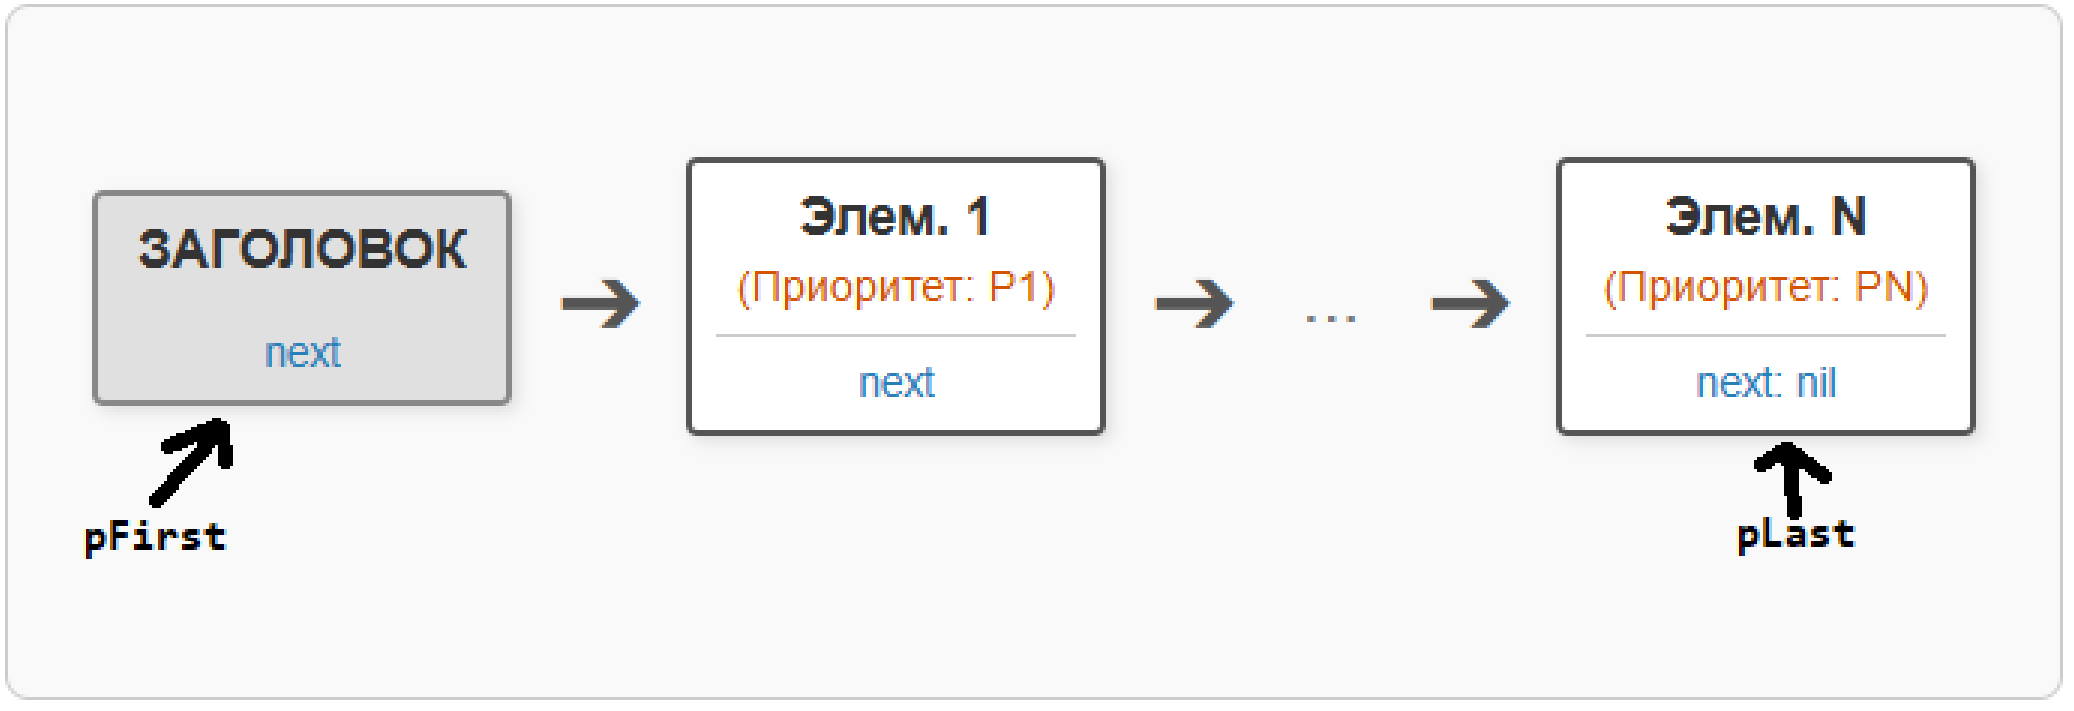 ЗАГОЛОВОК
next
pFirst
Элем. 1
(Приоритет: P1)
next
...
Элем. N
(Приоритет: PN)
next: nil
pLast